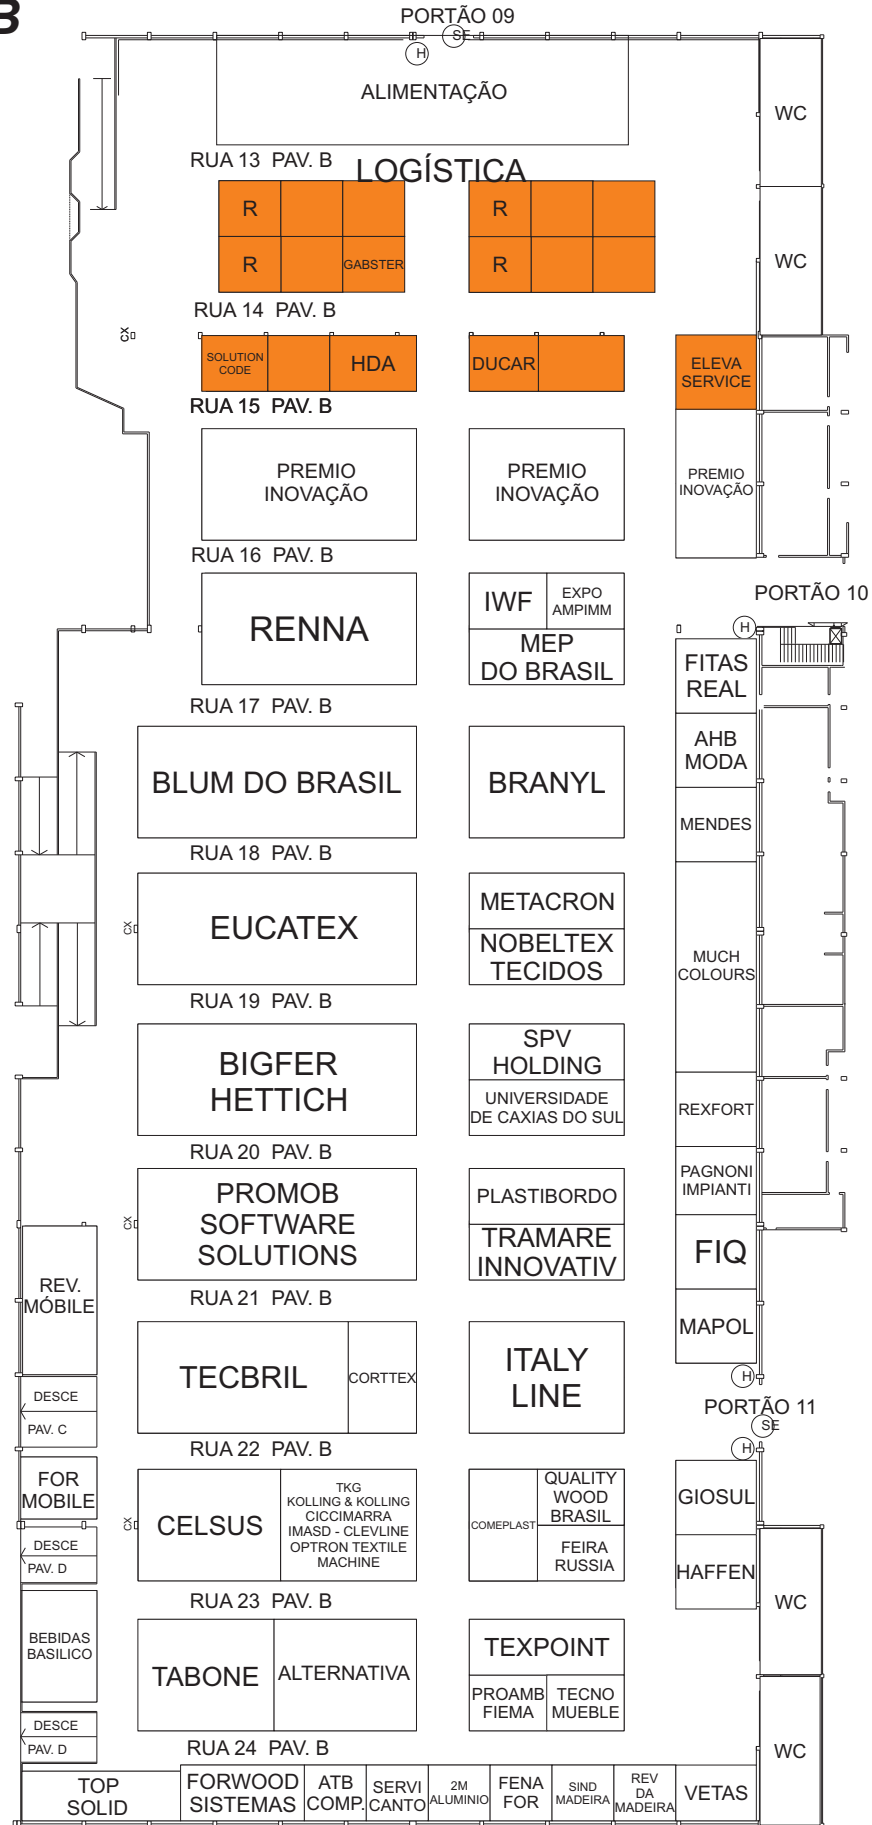 B
PORTÃO 09
SE
H
ALIMENTAÇÃO
WC
RUA 13 PAV. B
LOGÍSTICA
R
R
R
GABSTER
R
WC
RUA 14 PAV. B
CX
SOLUTION
CODE
HDA
DUCAR
ELEVA
SERVICE
RUA 15 PAV. B
PREMIO
INOVAÇÃO
PREMIO
INOVAÇÃO
PREMIO
INOVAÇÃO
RUA 16 PAV. B
PORTÃO 10
RENNA
IWF
EXPO
AMPIMM
MEP
DO BRASIL
H
FITAS
REAL
RUA 17 PAV. B
AHB
MODA
BLUM DO BRASIL
BRANYL
MENDES
RUA 18 PAV. B
CX
EUCATEX
METACRON
NOBELTEX
TECIDOS
MUCH
COLOURS
RUA 19 PAV. B
BIGFER
HETTICH
SPV
HOLDING
UNIVERSIDADE
DE CAXIAS DO SUL
REXFORT
RUA 20 PAV. B
PAGNONI
IMPIANTI
CX
PROMOB
SOFTWARE
SOLUTIONS
PLASTIBORDO
TRAMARE
INNOVATIV
FIQ
REV.
MÓBILE
RUA 21 PAV. B
MAPOL
TECBRIL
CORTTEX
ITALY
LINE
H
DESCE
PAV. C
PORTÃO 11
SE
H
RUA 22 PAV. B
FOR
MOBILE
CX
CELSUS
TKG
KOLLING & KOLLING
CICCIMARRA
IMASD - CLEVLINE
OPTRON TEXTILE
MACHINE
COMEPLAST
QUALITY
WOOD
BRASIL
FEIRA
RUSSIA
GIOSUL
HAFFEN
DESCE
PAV. D
RUA 23 PAV. B
WC
BEBIDAS
BASILICO
TABONE
ALTERNATIVA
TEXPOINT
PROAMB
FIEMA
TECNO
MUEBLE
DESCE
PAV. D
RUA 24 PAV. B
WC
TOP
SOLID
FORWOOD
SISTEMAS
ATB
COMP.
SERVI
CANTO
2M
ALUMINIO
FENA
FOR
SIND
MADEIRA
REV
DA
MADEIRA
VETAS